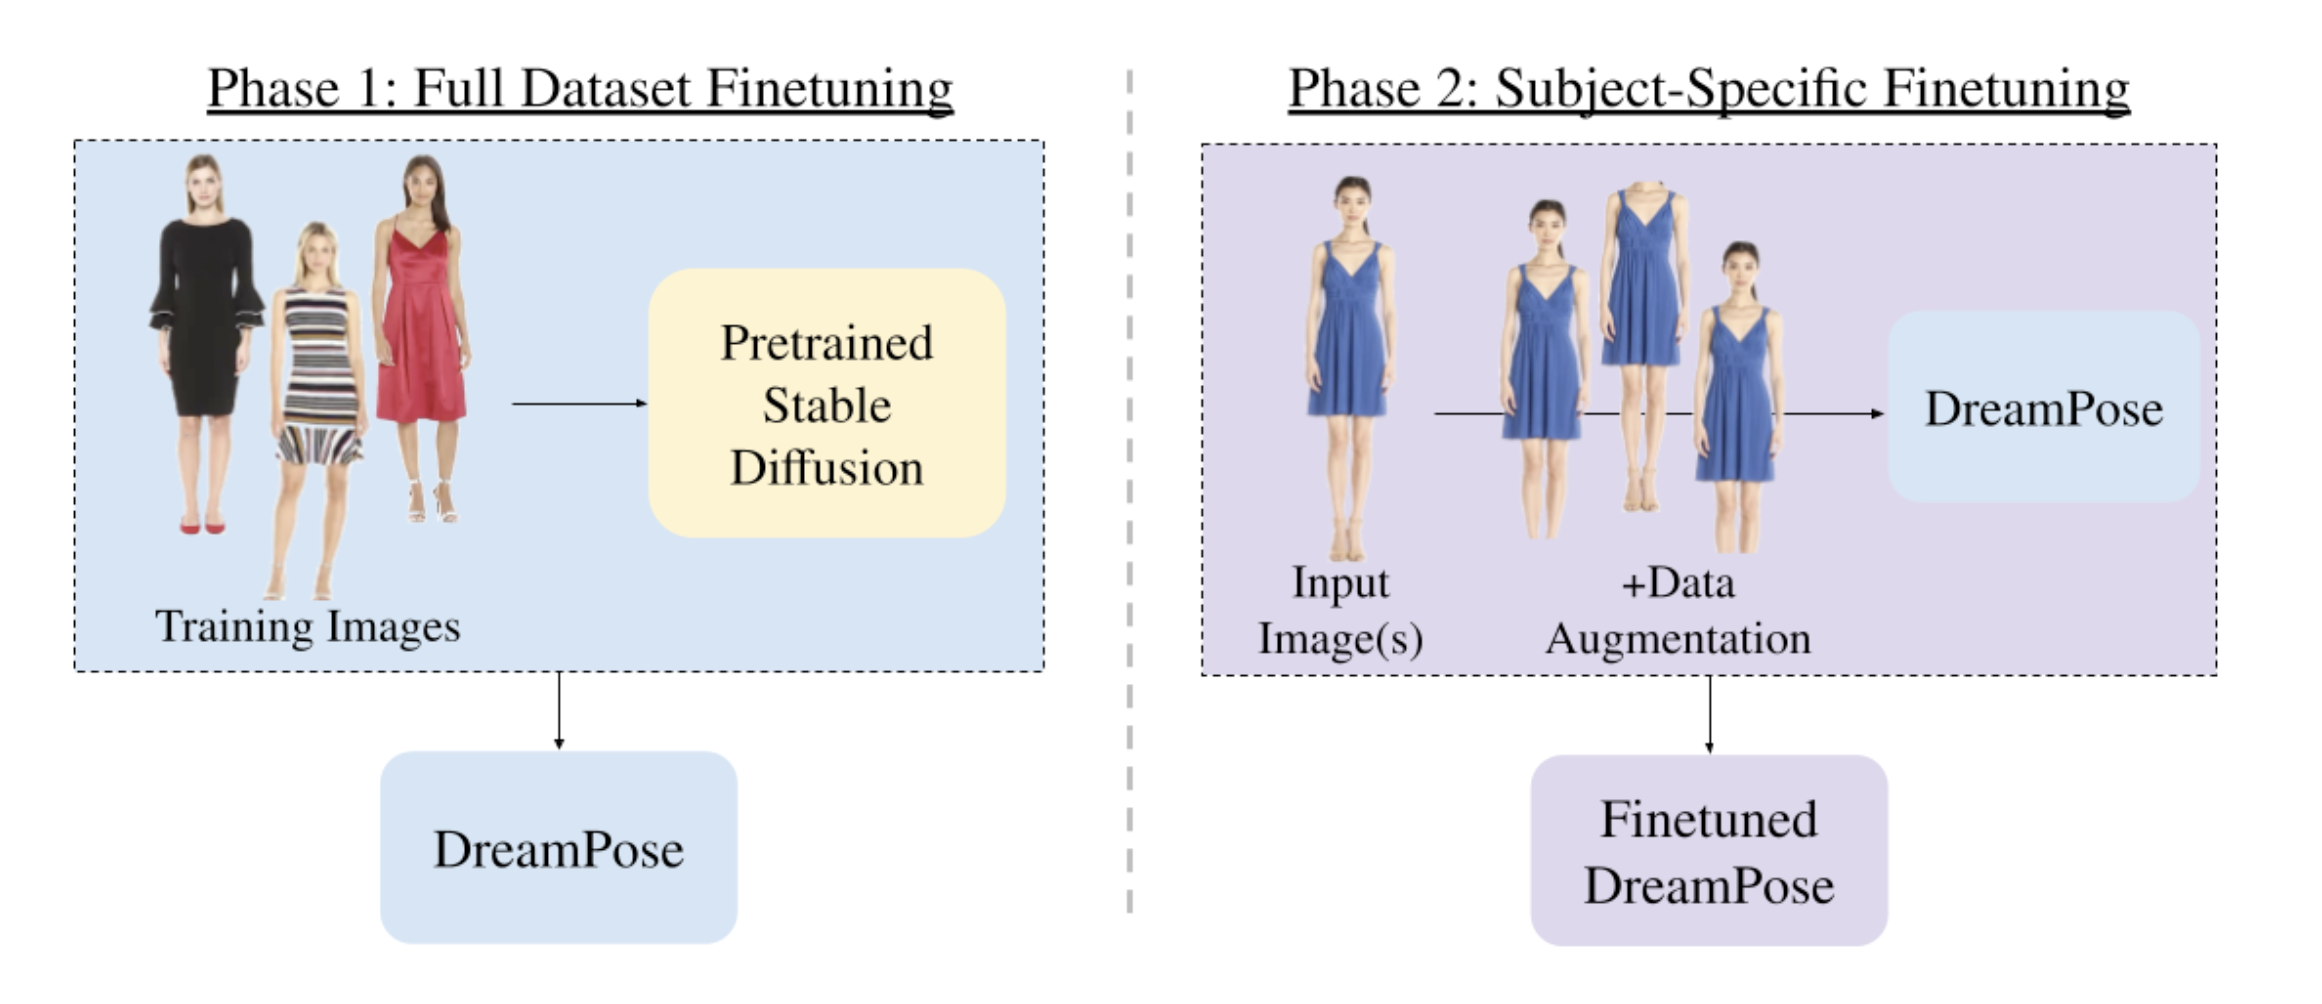 Phase 1: Full Dataset Finetuning
Pretrained
Stable
Diffusion
Training Images
DreamPose
Phase 2: Subject-Specific Finetuning
DreamPose
Input
Image(s)
+Data
Augmentation
Finetuned
DreamPose